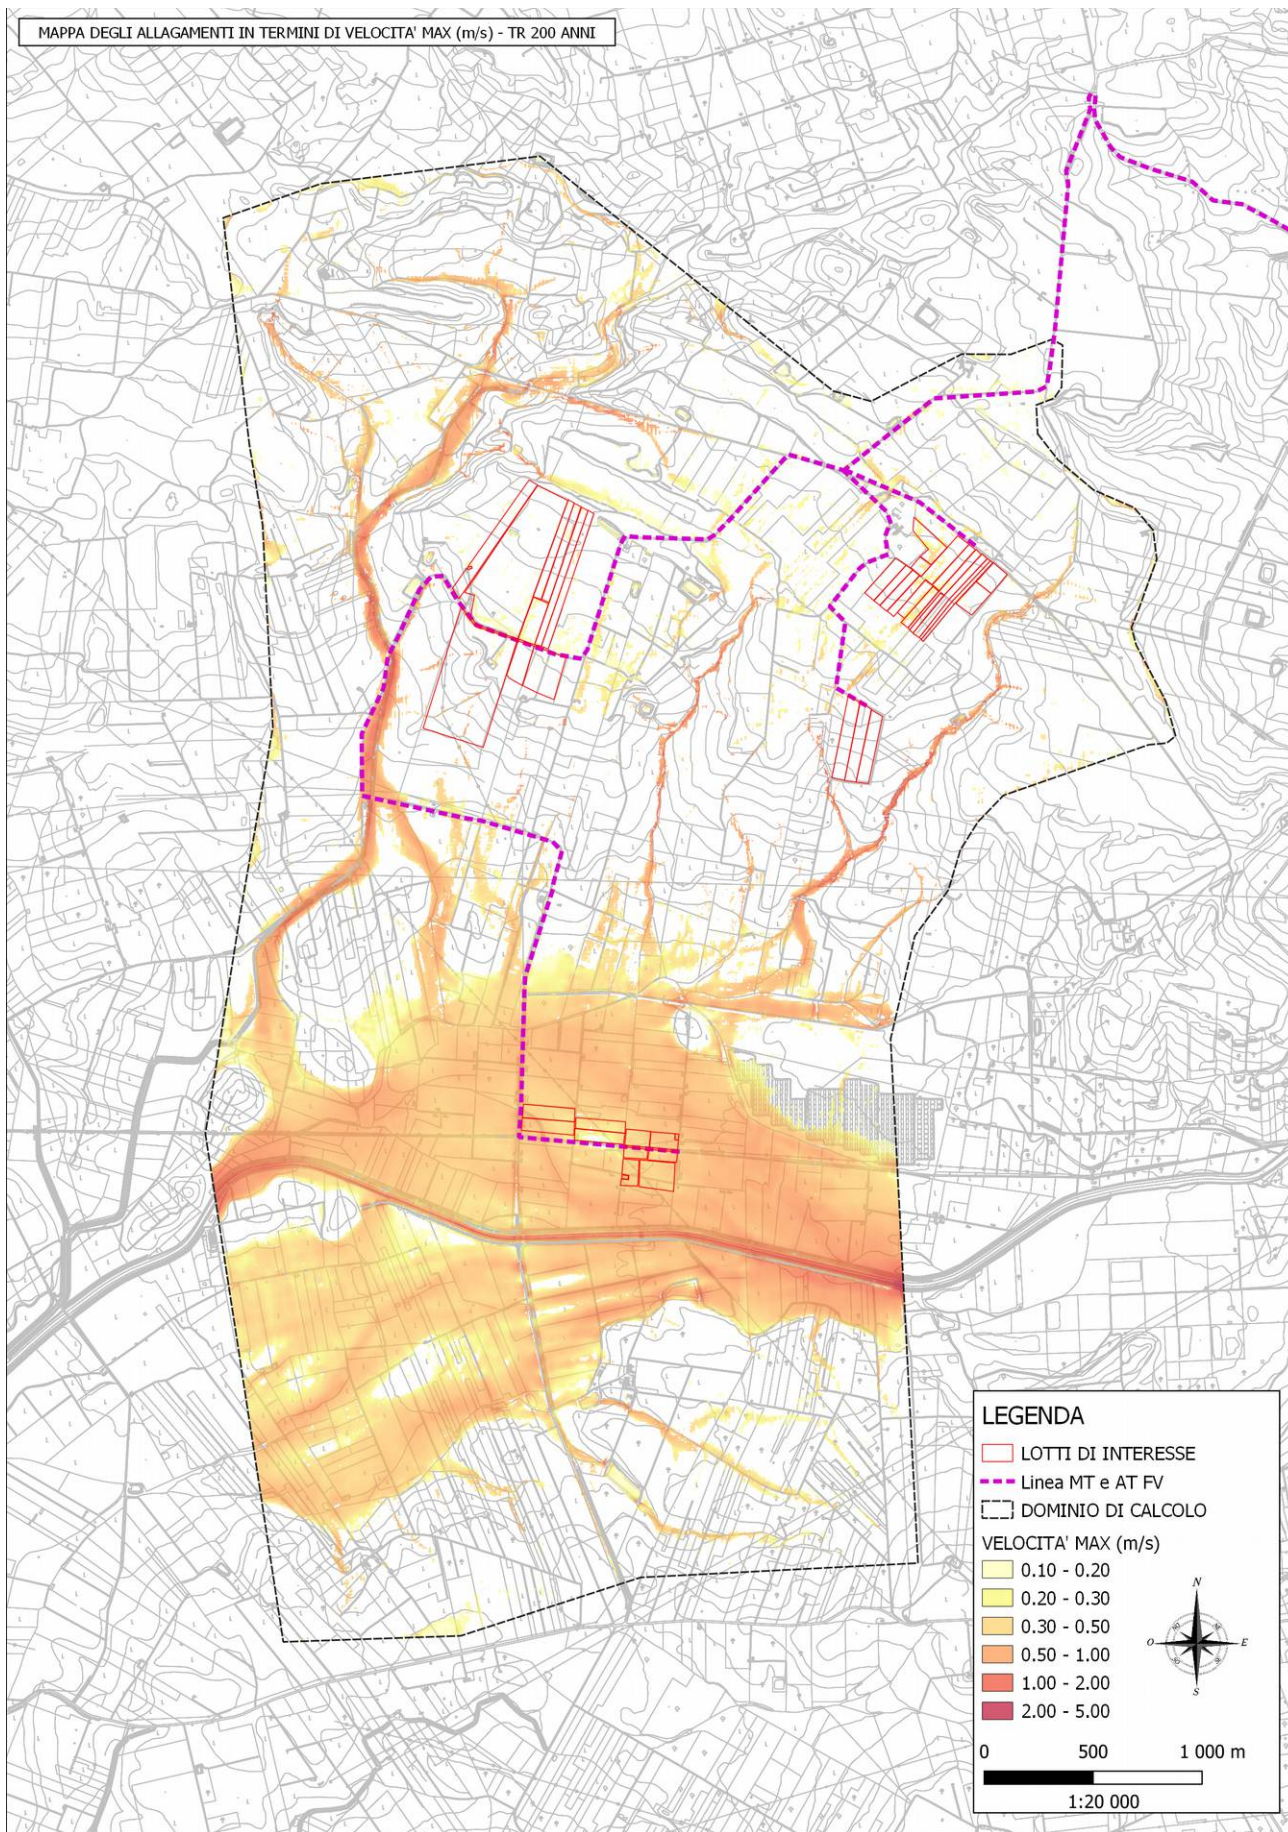 MAPPA DEGLI ALLAGAMENTI IN TERMINI DI VELOCITA' MAX (m/s) - TR 200 ANNI
LEGENDA
LOTTI DI INTERESSE
Linea MT e AT FV
DOMINIO DI CALCOLO
VELOCITA' MAX (m/s)
0.10 - 0.20
0.20 - 0.30
0.30 - 0.50
0.50 - 1.00
1.00 - 2.00
2.00 - 5.00
N
O
E
S
0 500 1 000 m
1:20 000